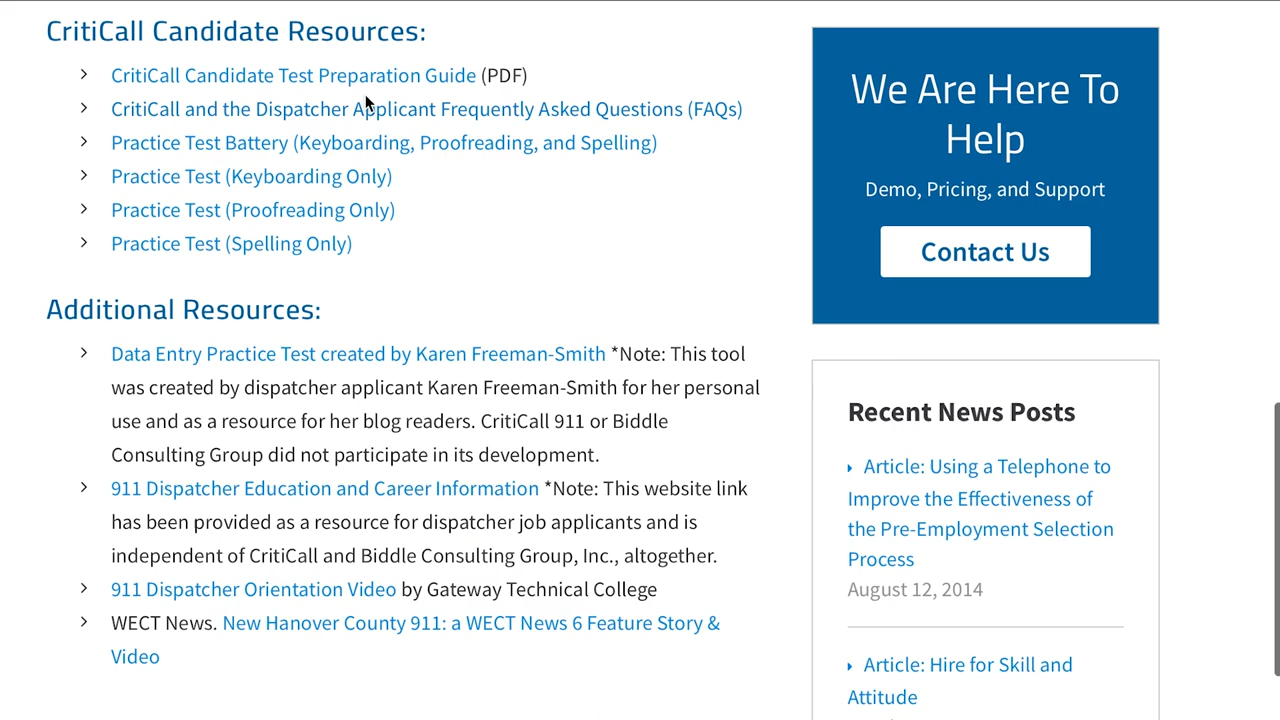 CritiCall Candidate Resources:
CritiCall Candidate Test Preparation Guide (PDF)
CritiCall and the Dispatcher Applicant Frequently Asked Questions (FAQs)
Practice Test Battery (Keyboarding, Proofreading, and Spelling)
Practice Test (Keyboarding Only)
Practice Test (Proofreading Only)
Practice Test (Spelling Only)
Additional Resources:
Data Entry Practice Test created by Karen Freeman-Smith *Note: This tool
was created by dispatcher applicant Karen Freeman-Smith for her personal
use and as a resource for her blog readers. CritiCall 911 or Biddle
Consulting Group did not participate in its development.
911 Dispatcher Education and Career Information *Note: This website link
has been provided as a resource for dispatcher job applicants and is
independent of CritiCall and Biddle Consulting Group, Inc., altogether.
911 Dispatcher Orientation Video by Gateway Technical College
WECT News. New Hanover County 911: a WECT News 6 Feature Story &
Video
We Are Here To
Help
Demo, Pricing, and Support
Contact Us
Recent News Posts
Article: Using a Telephone to
Improve the Effectiveness of
the Pre-Employment Selection
Process
August 12, 2014
Article: Hire for Skill and
Attitude